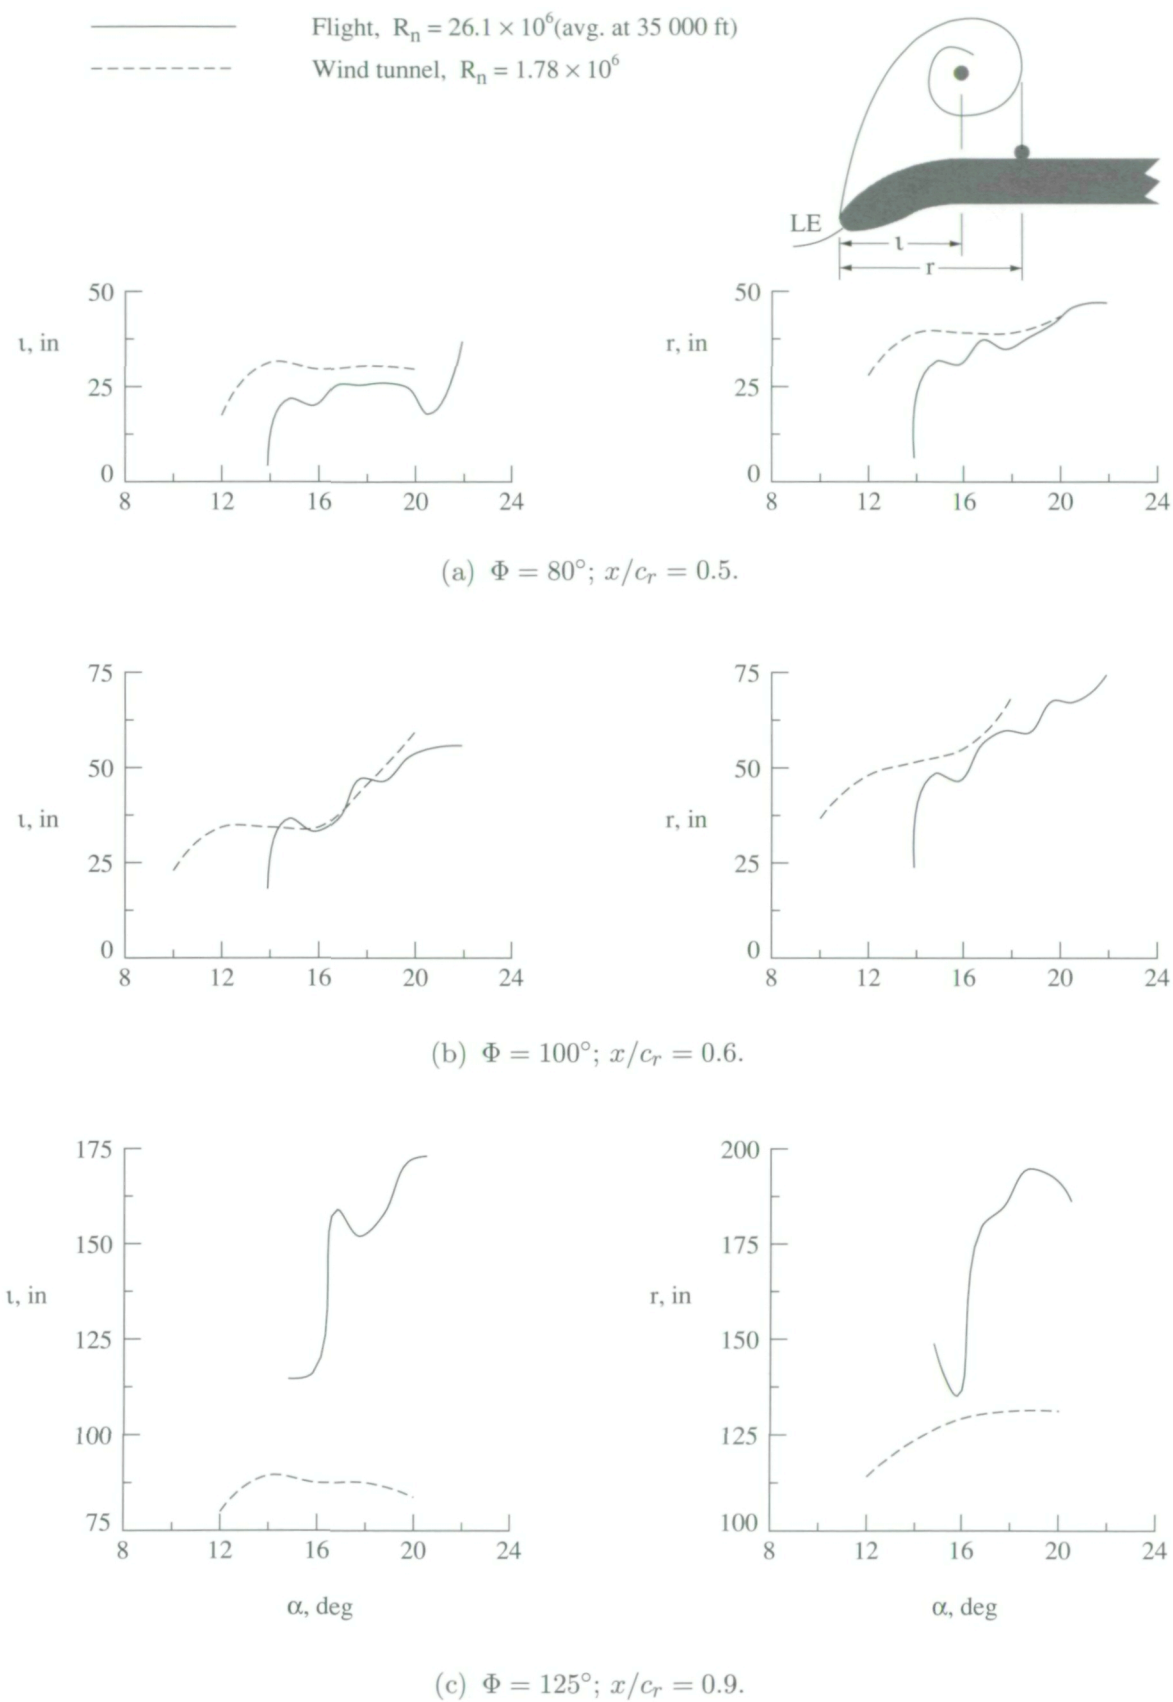 Flight, Rn = 26.1 × 10⁶(avg. at 35 000 ft)
Wind tunnel, Rn = 1.78 × 10⁶
LE
ι
r
50
ι, in
25
0
8 12 16 20 24
50
r, in
25
0
8 12 16 20 24
(a) Φ = 80°; x/cr = 0.5.
75
50
ι, in
25
0
8 12 16 20 24
75
50
r, in
25
0
8 12 16 20 24
(b) Φ = 100°; x/cr = 0.6.
175
150
ι, in
125
100
75
8 12 16 20 24
α, deg
200
175
r, in
150
125
100
8 12 16 20 24
α, deg
(c) Φ = 125°; x/cr = 0.9.